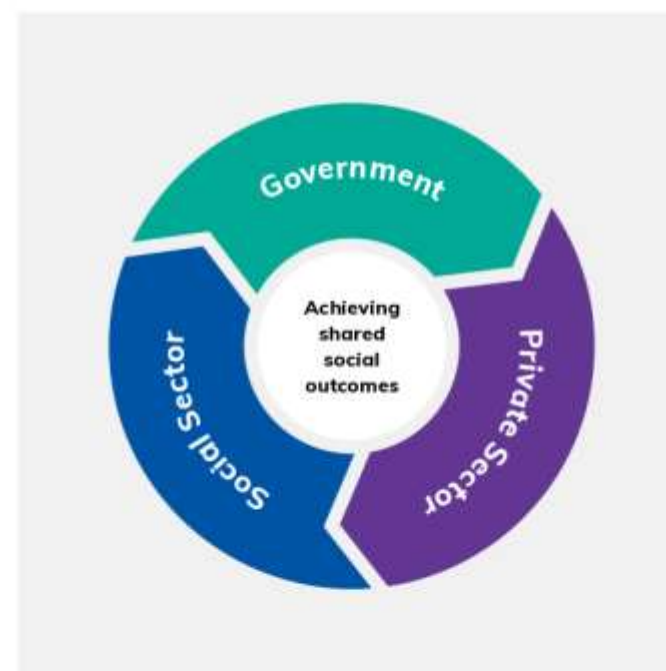 Government
Achieving
shared
social
outcomes
Social Sector
Private Sector